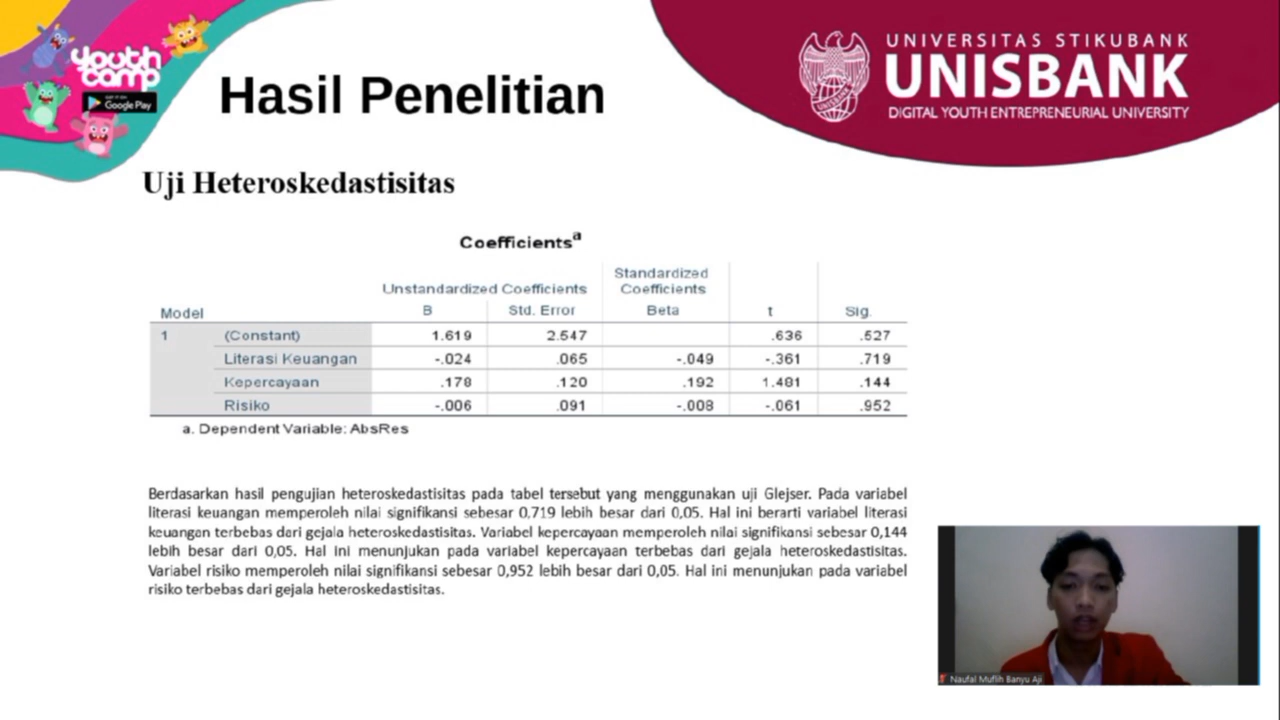 youth
camp
GET IT ON
Google Play
Hasil Penelitian
UNIVERSITAS STIKUBANK
UNISBANK
DIGITAL YOUTH ENTREPRENEURIAL UNIVERSITY
UNISBANK
Uji Heteroskedastisitas
Coefficientsa
Unstandardized Coefficients Standardized Coefficients
Model B Std. Error Beta t Sig.
1 (Constant) 1.619 2.547 .636 .527
Literasi Keuangan -.024 .065 -.049 -.361 .719
Kepercayaan .178 .120 .192 1.481 .144
Risiko -.006 .091 -.008 -.061 .952
a. Dependent Variable: AbsRes
Berdasarkan hasil pengujian heteroskedastisitas pada tabel tersebut yang menggunakan uji Glejser. Pada variabel
literasi keuangan memperoleh nilai signifikansi sebesar 0,719 lebih besar dari 0,05. Hal ini berarti variabel literasi
keuangan terbebas dari gejala heteroskedastisitas. Variabel kepercayaan memperoleh nilai signifikansi sebesar 0,144
lebih besar dari 0,05. Hal ini menunjukan pada variabel kepercayaan terbebas dari gejala heteroskedastisitas.
Variabel risiko memperoleh nilai signifikansi sebesar 0,952 lebih besar dari 0,05. Hal ini menunjukan pada variabel
risiko terbebas dari gejala heteroskedastisitas.
Naufal Muflih Banyu Aji